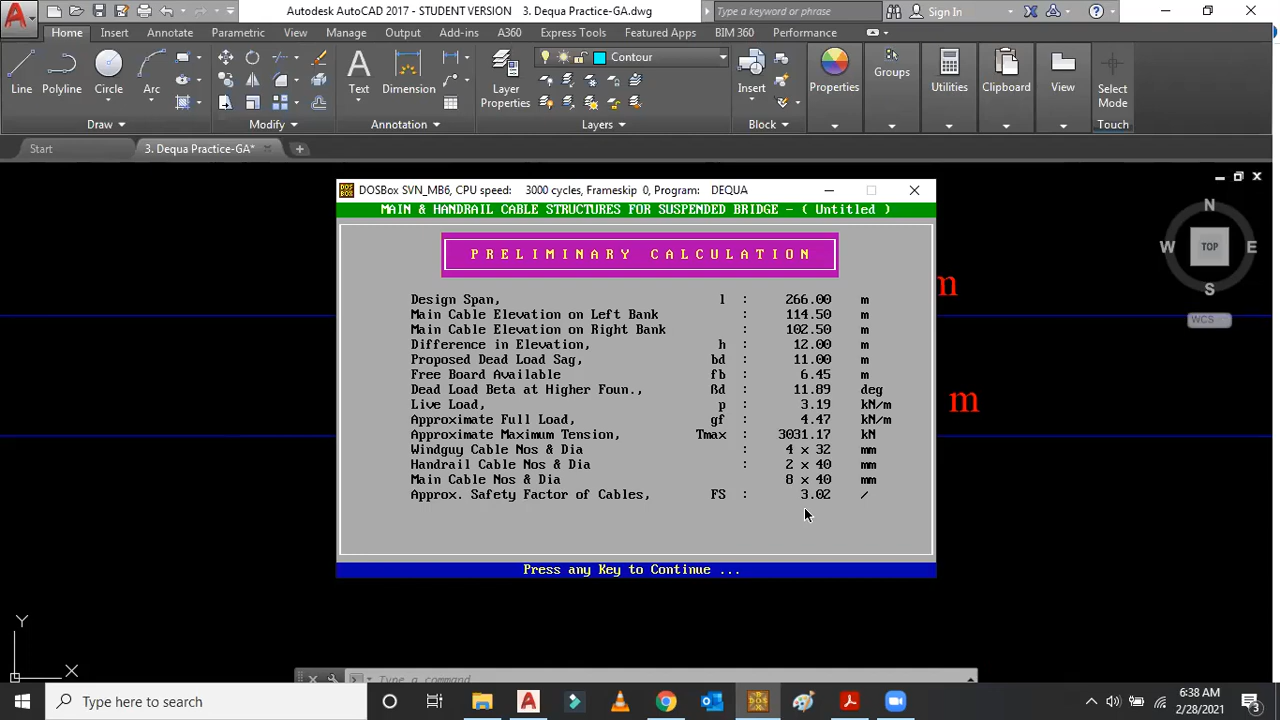 Autodesk AutoCAD 2017 - STUDENT VERSION 3. Dequa Practice-GA.dwg
Type a keyword or phrase
Sign In
Home Insert Annotate Parametric View Manage Output Add-ins A360 Express Tools Featured Apps BIM 360 Performance
Contour
Line Polyline Circle Arc Text Dimension Layer Properties Insert Properties Groups Utilities Clipboard View Select Mode
Draw Modify Annotation Layers Block Touch
Start 3. Dequa Practice-GA*
DOSBox SVN_MB6, CPU speed: 3000 cycles, Frameskip 0, Program: DEQUA
MAIN & HANDRAIL CABLE STRUCTURES FOR SUSPENDED BRIDGE - ( Untitled )
PRELIMINARY CALCULATION
Design Span, l : 266.00 m
Main Cable Elevation on Left Bank : 114.50 m
Main Cable Elevation on Right Bank : 102.50 m
Difference in Elevation, h : 12.00 m
Proposed Dead Load Sag, bd : 11.00 m
Free Board Available fb : 6.45 m
Dead Load Beta at Higher Foun., ßd : 11.89 deg
Live Load, p : 3.19 kN/m
Approximate Full Load, gf : 4.47 kN/m
Approximate Maximum Tension, Tmax : 3031.17 kN
Windguy Cable Nos & Dia : 4 x 32 mm
Handrail Cable Nos & Dia : 2 x 40 mm
Main Cable Nos & Dia 8 x 40 mm
Approx. Safety Factor of Cables, FS : 3.02 /
Press any Key to Continue ...
N
W TOP E
S
WCS
m
m
Y
X
Type a command
Type here to search
6:38 AM
2/28/2021
3